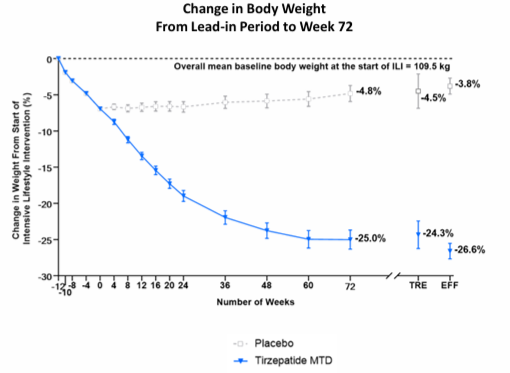 Change in Body Weight
From Lead-in Period to Week 72
Overall mean baseline body weight at the start of ILI = 109.5 kg
Change in Weight From Start of
Intensive Lifestyle Intervention (%)
0
-5
-10
-15
-20
-25
-30
-4.8%
-4.5%
-3.8%
-25.0%
-24.3%
-26.6%
-12 -10 -8 -4 0 4 8 12 16 20 24 36 48 60 72 TRE EFF
Number of Weeks
Placebo
Tirzepatide MTD